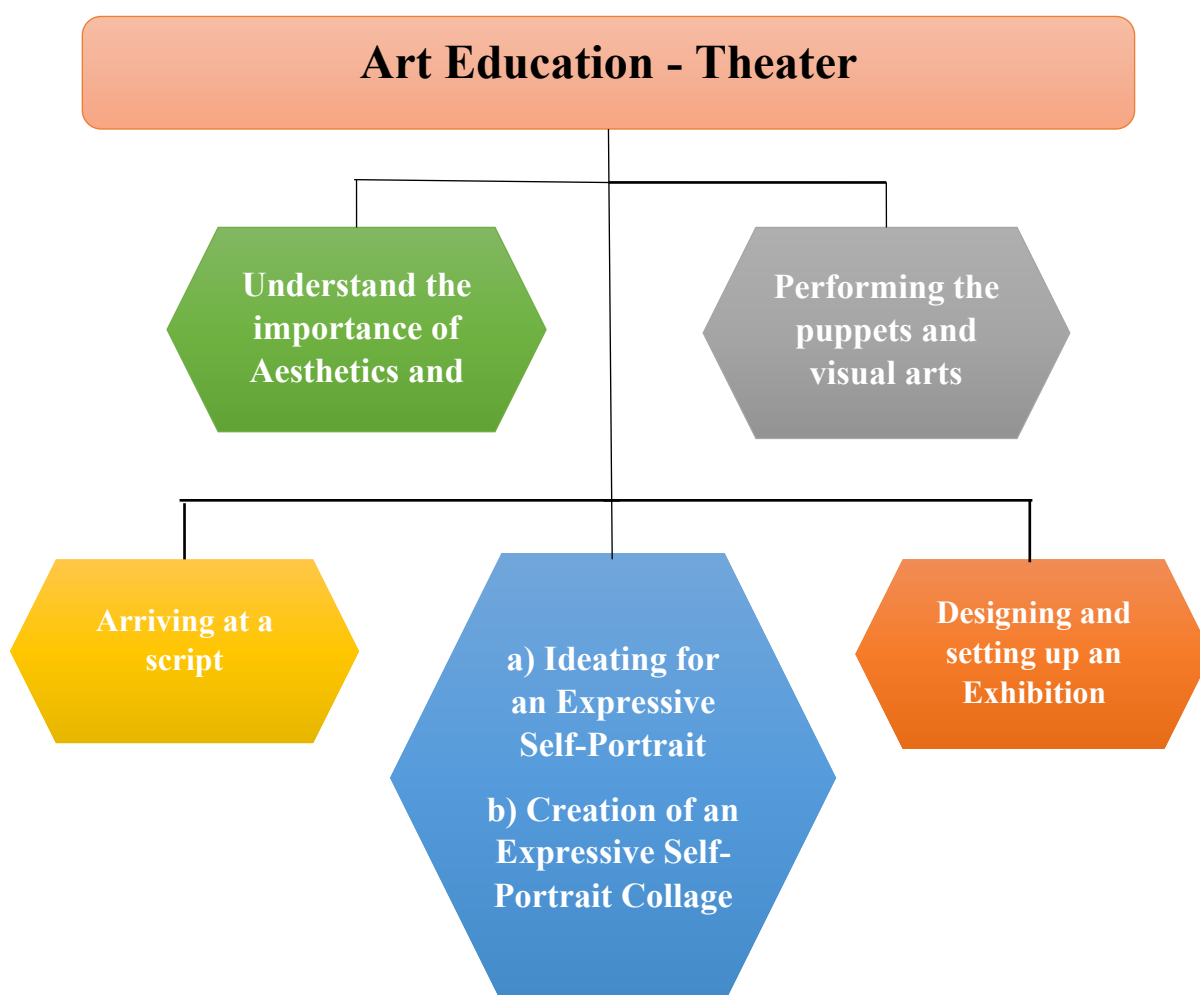 Art Education - Theater
Understand the
importance of
Aesthetics and
Performing the
puppets and
visual arts
Arriving at a
script
a) Ideating for
an Expressive
Self-Portrait
b) Creation of an
Expressive Self-
Portrait Collage
Designing and
setting up an
Exhibition